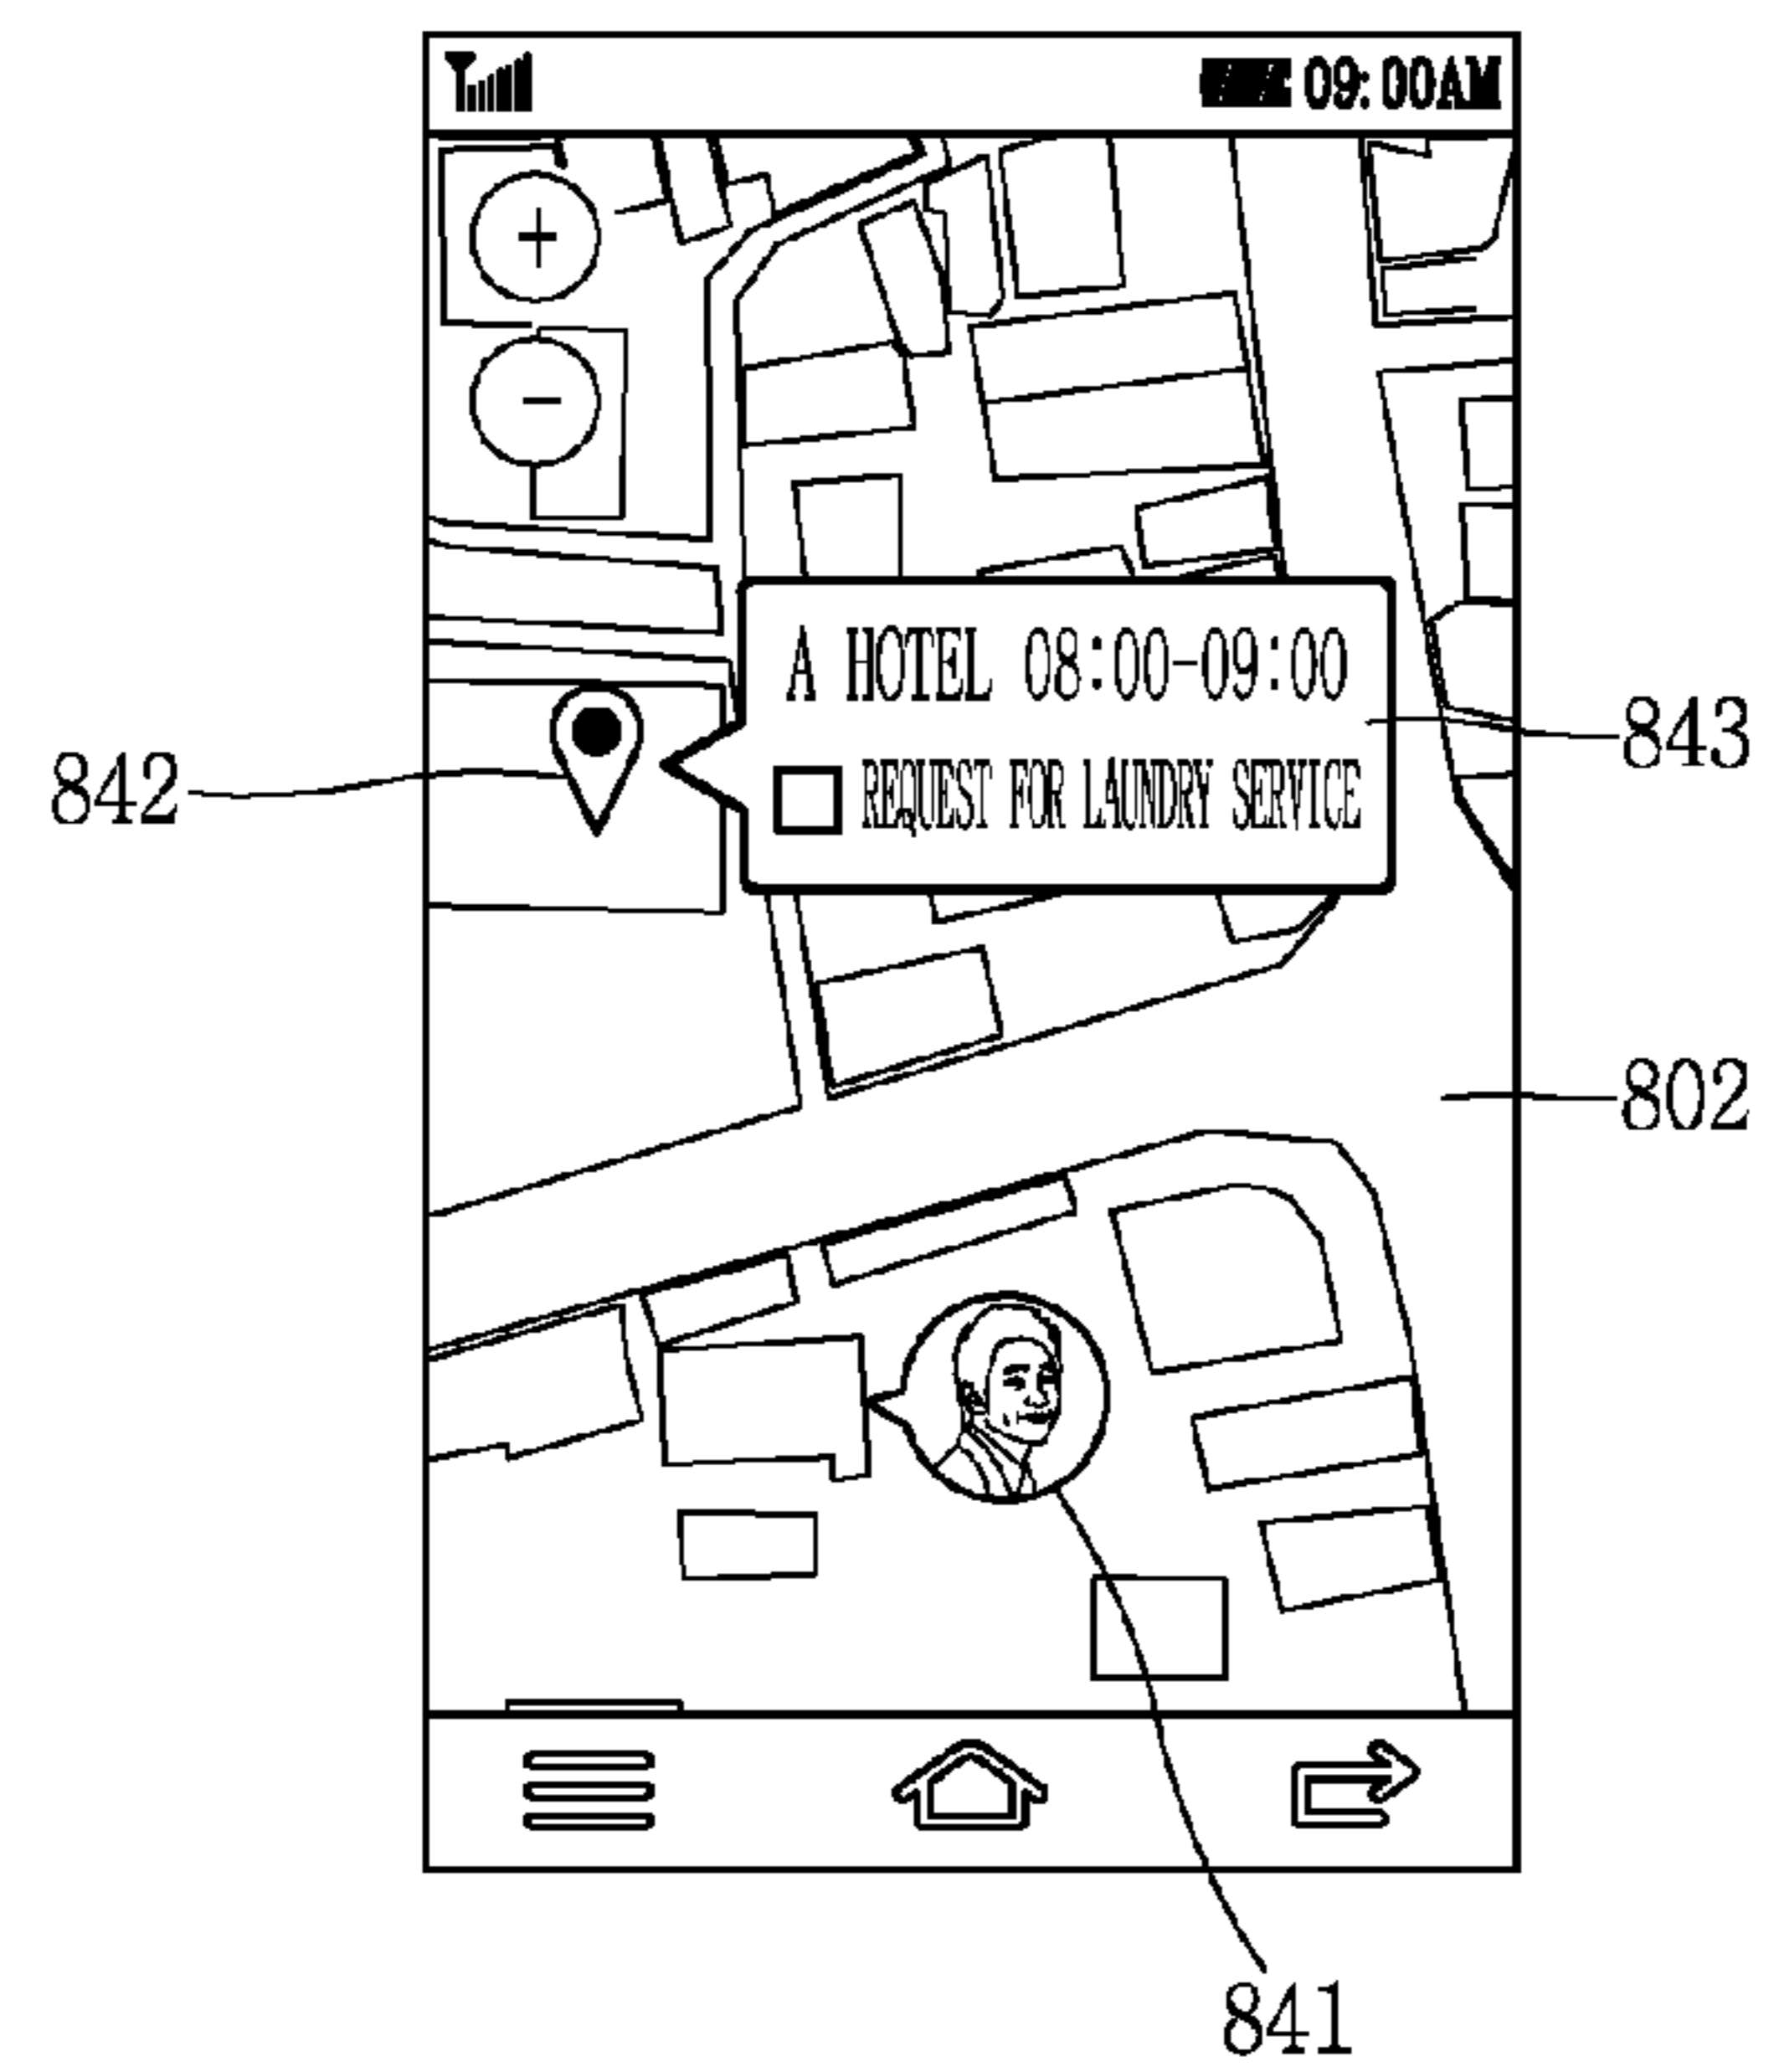 09:00AM
+
-
A HOTEL 08:00-09:00
REQUEST FOR LAUNDRY SERVICE
843
842
802
841